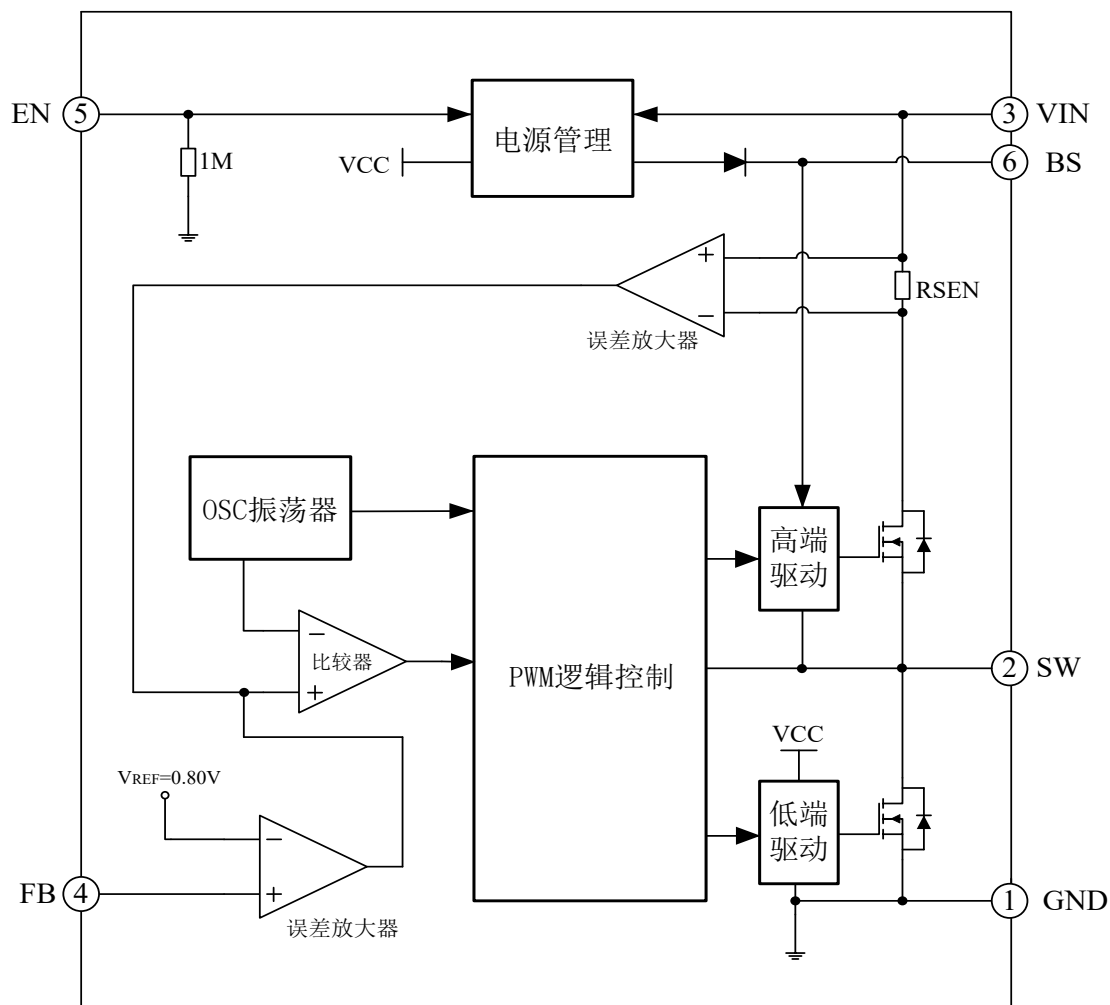 EN
5
1M
VCC
电源管理
3
VIN
6
BS
+
−
RSEN
误差放大器
OSC振荡器
高端
驱动
−
比较器
+
PWM逻辑控制
2
SW
VCC
VREF=0.80V
低端
驱动
−
+
FB
4
误差放大器
1
GND